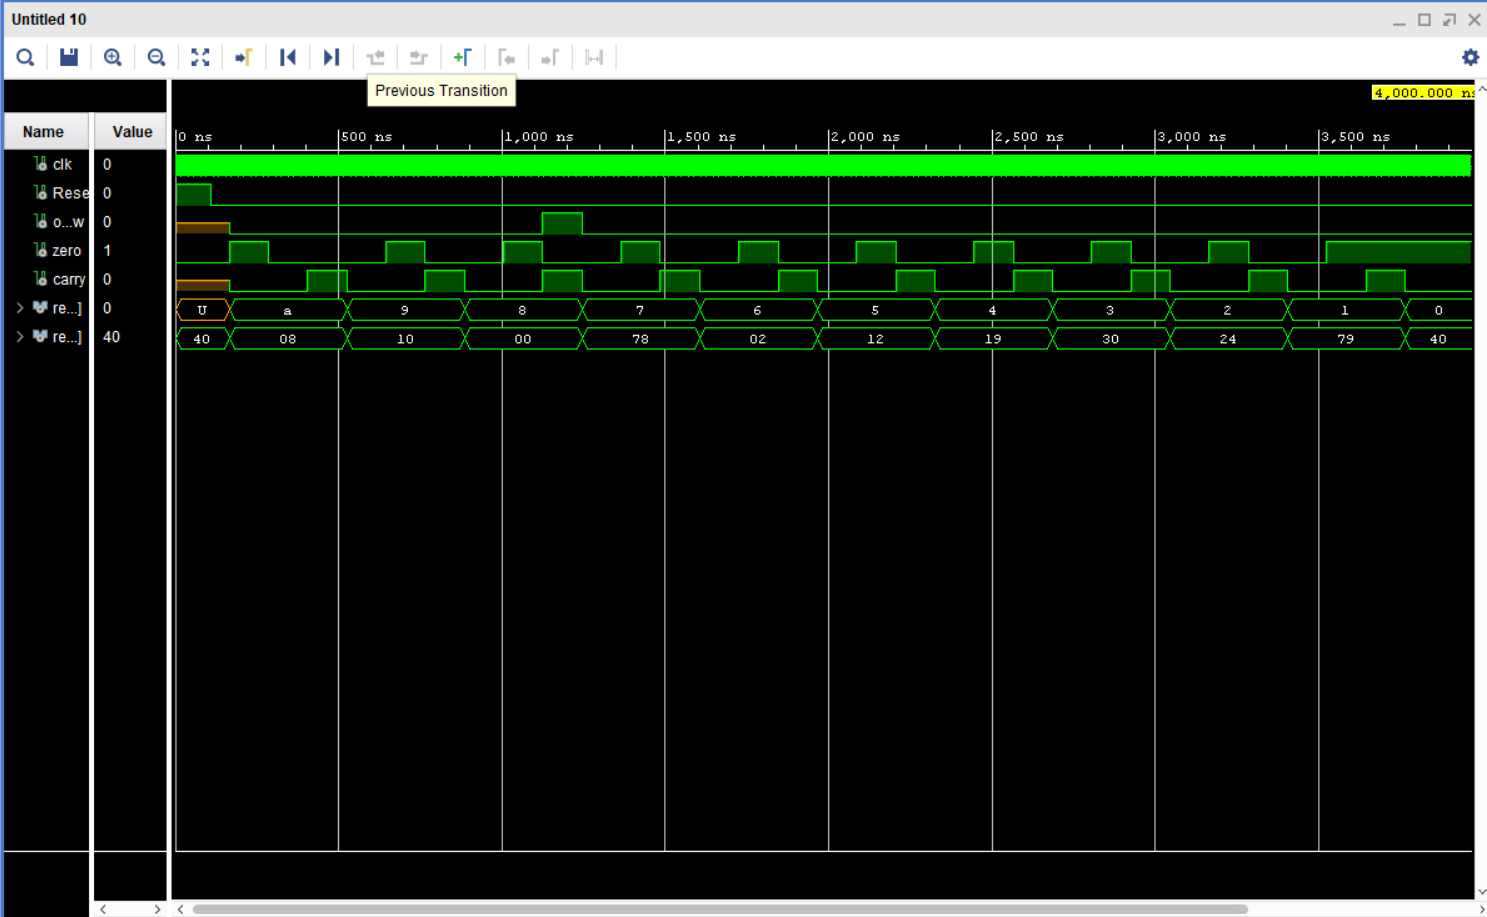 Untitled 10
Previous Transition
4,000.000 ns
Name Value
0 ns 500 ns 1,000 ns 1,500 ns 2,000 ns 2,500 ns 3,000 ns 3,500 ns
clk 0
Rese 0
o...w 0
zero 1
carry 0
re...] 0 U a 9 8 7 6 5 4 3 2 1 0
re...] 40 40 08 10 00 78 02 12 19 30 24 79 40